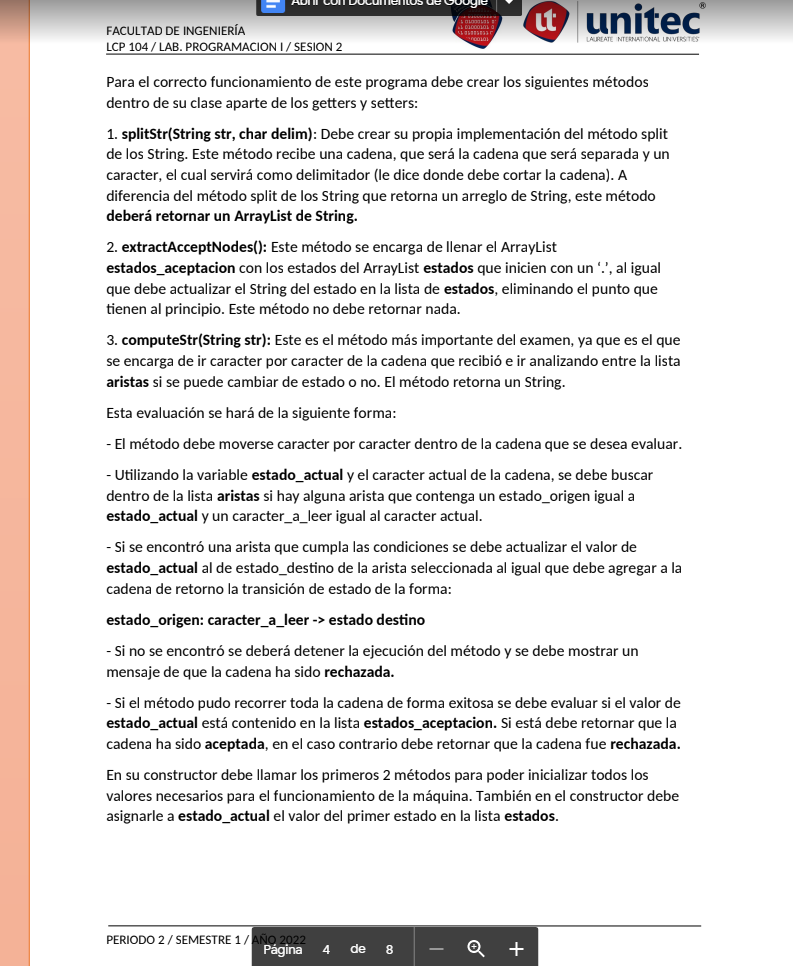 Abrir con Documentos de Google
FACULTAD DE INGENIERÍA
LCP 104 / LAB. PROGRAMACION I / SESION 2
ut unitec®
LAUREATE INTERNATIONAL UNIVERSITIES
Para el correcto funcionamiento de este programa debe crear los siguientes métodos
dentro de su clase aparte de los getters y setters:
1. splitStr(String str, char delim): Debe crear su propia implementación del método split
de los String. Este método recibe una cadena, que será la cadena que será separada y un
caracter, el cual servirá como delimitador (le dice donde debe cortar la cadena). A
diferencia del método split de los String que retorna un arreglo de String, este método
deberá retornar un ArrayList de String.
2. extractAcceptNodes(): Este método se encarga de llenar el ArrayList
estados_aceptacion con los estados del ArrayList estados que inicien con un ‘.’, al igual
que debe actualizar el String del estado en la lista de estados, eliminando el punto que
tienen al principio. Este método no debe retornar nada.
3. computeStr(String str): Este es el método más importante del examen, ya que es el que
se encarga de ir caracter por caracter de la cadena que recibió e ir analizando entre la lista
aristas si se puede cambiar de estado o no. El método retorna un String.
Esta evaluación se hará de la siguiente forma:
- El método debe moverse caracter por caracter dentro de la cadena que se desea evaluar.
- Utilizando la variable estado_actual y el caracter actual de la cadena, se debe buscar
dentro de la lista aristas si hay alguna arista que contenga un estado_origen igual a
estado_actual y un caracter_a_leer igual al caracter actual.
- Si se encontró una arista que cumpla las condiciones se debe actualizar el valor de
estado_actual al de estado_destino de la arista seleccionada al igual que debe agregar a la
cadena de retorno la transición de estado de la forma:
estado_origen: caracter_a_leer -> estado destino
- Si no se encontró se deberá detener la ejecución del método y se debe mostrar un
mensaje de que la cadena ha sido rechazada.
- Si el método pudo recorrer toda la cadena de forma exitosa se debe evaluar si el valor de
estado_actual está contenido en la lista estados_aceptacion. Si está debe retornar que la
cadena ha sido aceptada, en el caso contrario debe retornar que la cadena fue rechazada.
En su constructor debe llamar los primeros 2 métodos para poder inicializar todos los
valores necesarios para el funcionamiento de la máquina. También en el constructor debe
asignarle a estado_actual el valor del primer estado en la lista estados.
PERIODO 2 / SEMESTRE 1 / AÑO 2022
Página 4 de 8